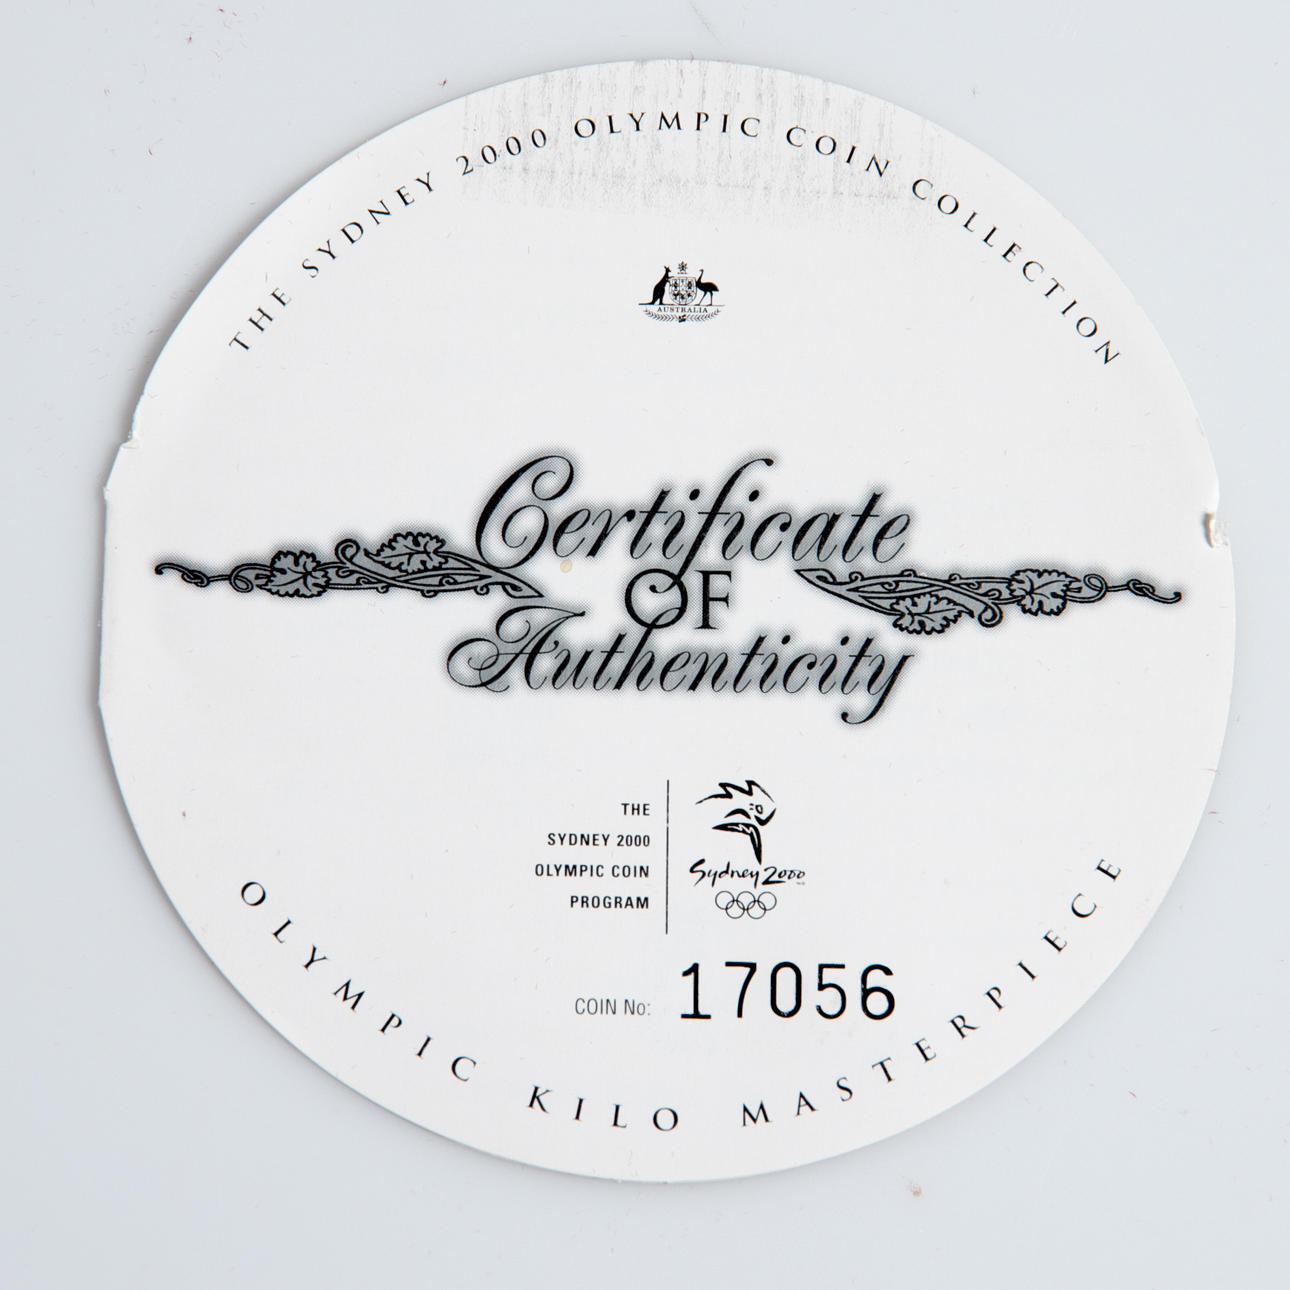 THE SYDNEY 2000 OLYMPIC COIN COLLECTION
AUSTRALIA
Certificate
OF
Authenticity
THE
SYDNEY 2000
OLYMPIC COIN
PROGRAM
Sydney 2000
COIN No: 17056
OLYMPIC KILO MASTERPIECE